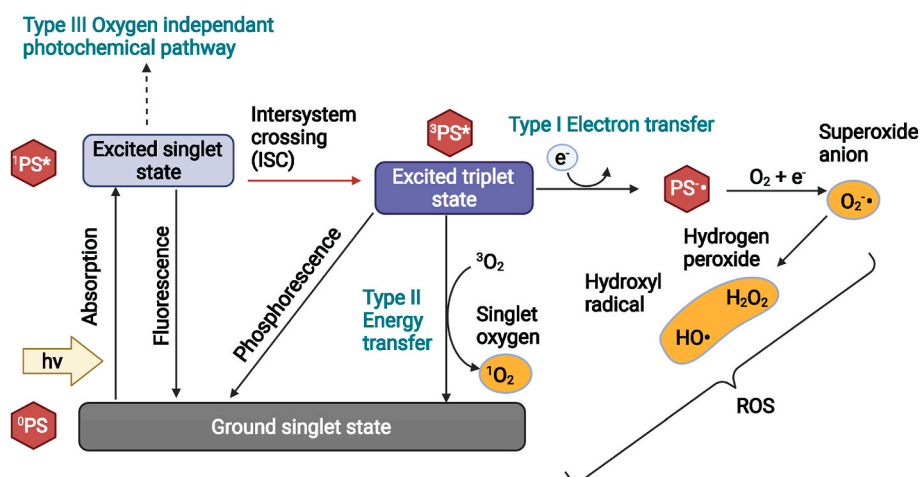 Type III Oxygen independant
photochemical pathway
Intersystem
crossing
(ISC)
¹PS*
Excited singlet
state
³PS*
Excited triplet
state
Type I Electron transfer
e⁻
PS⁻•
O₂ + e⁻
Superoxide
anion
O₂⁻•
Absorption
Fluorescence
Phosphorescence
Type II
Energy
transfer
³O₂
Singlet
oxygen
¹O₂
Hydrogen
peroxide
Hydroxyl
radical
H₂O₂
HO•
hv
⁰PS
Ground singlet state
ROS